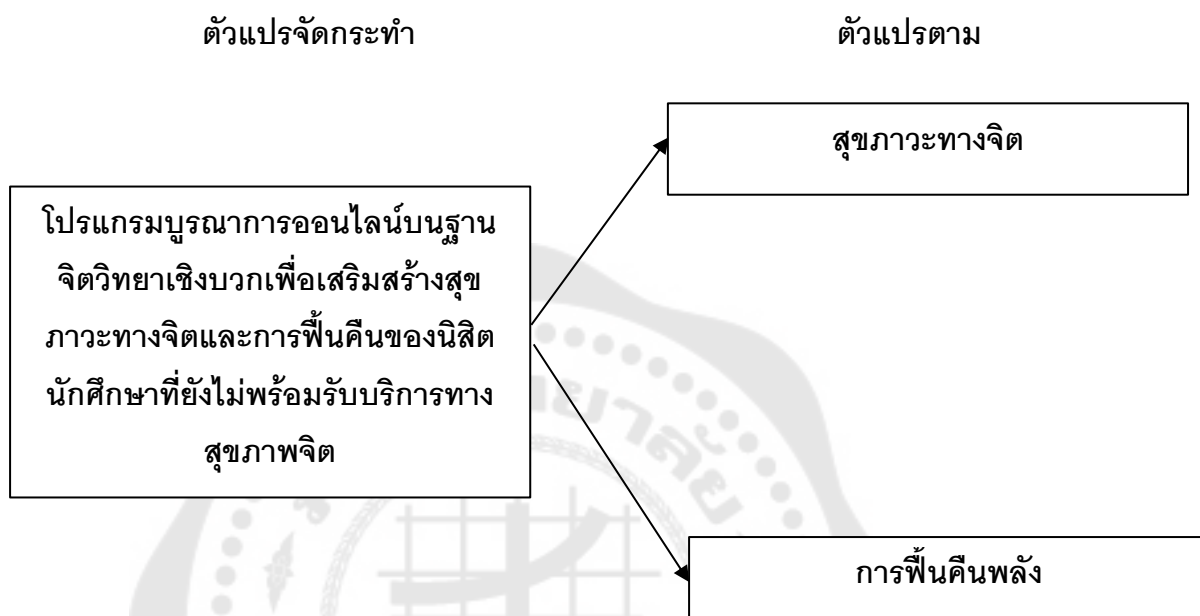 ตัวแปรจัดกระทำ
ตัวแปรตาม
สุขภาวะทางจิต
โปรแกรมบูรณาการออนไลน์บนฐาน
จิตวิทยาเชิงบวกเพื่อเสริมสร้างสุข
ภาวะทางจิตและการฟื้นคืนของนิสิต
นักศึกษาที่ยังไม่พร้อมรับบริการทาง
สุขภาพจิต
การฟื้นคืนพลัง